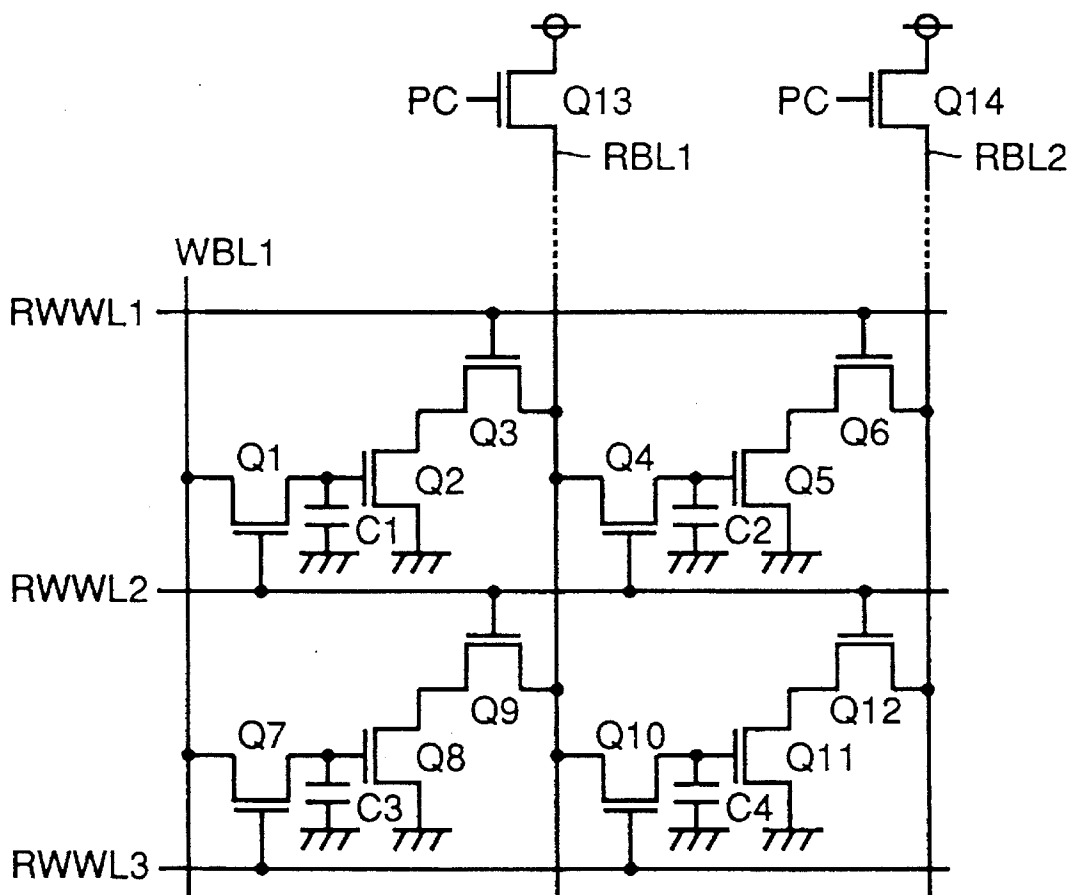 PC Q13 PC Q14
RBL1 RBL2
WBL1
RWWL1
Q3 Q6
Q1 Q2 Q4 Q5
C1 C2
RWWL2
Q9 Q12
Q7 Q8 Q10 Q11
C3 C4
RWWL3